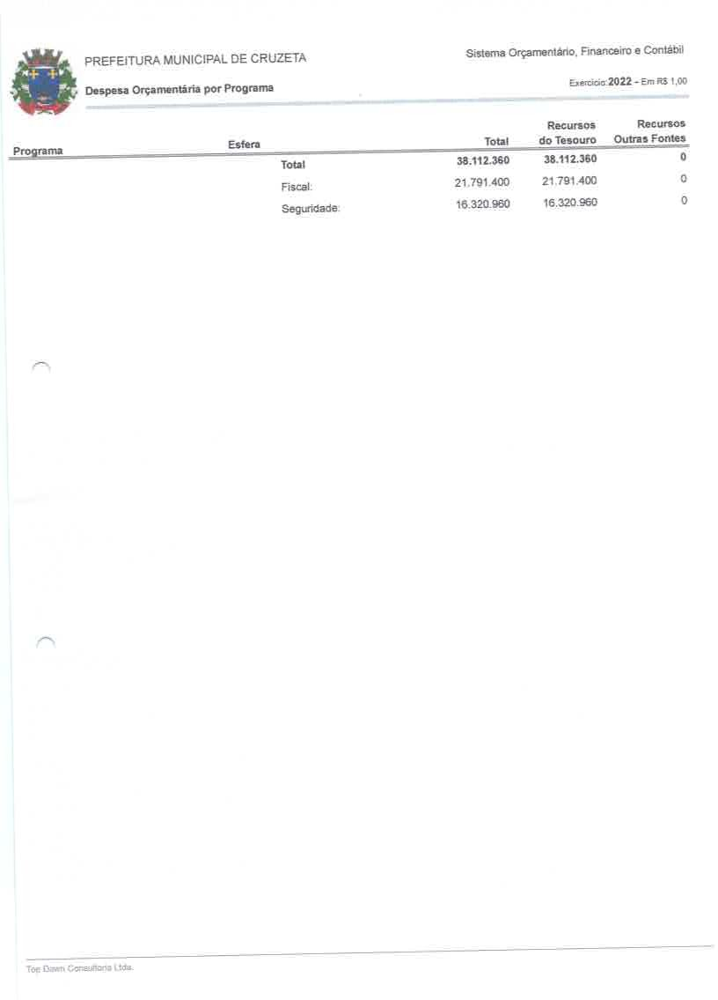 PREFEITURA MUNICIPAL DE CRUZETA
Sistema Orçamentário, Financeiro e Contábil
Despesa Orçamentária por Programa
Exercício:2022 - Em R$ 1,00
Programa Esfera Total Recursos do Tesouro Recursos Outras Fontes
Total 38.112.360 38.112.360 0
Fiscal: 21.791.400 21.791.400 0
Seguridade: 16.320.960 16.320.960 0
Top Dawn Consultoria Ltda.